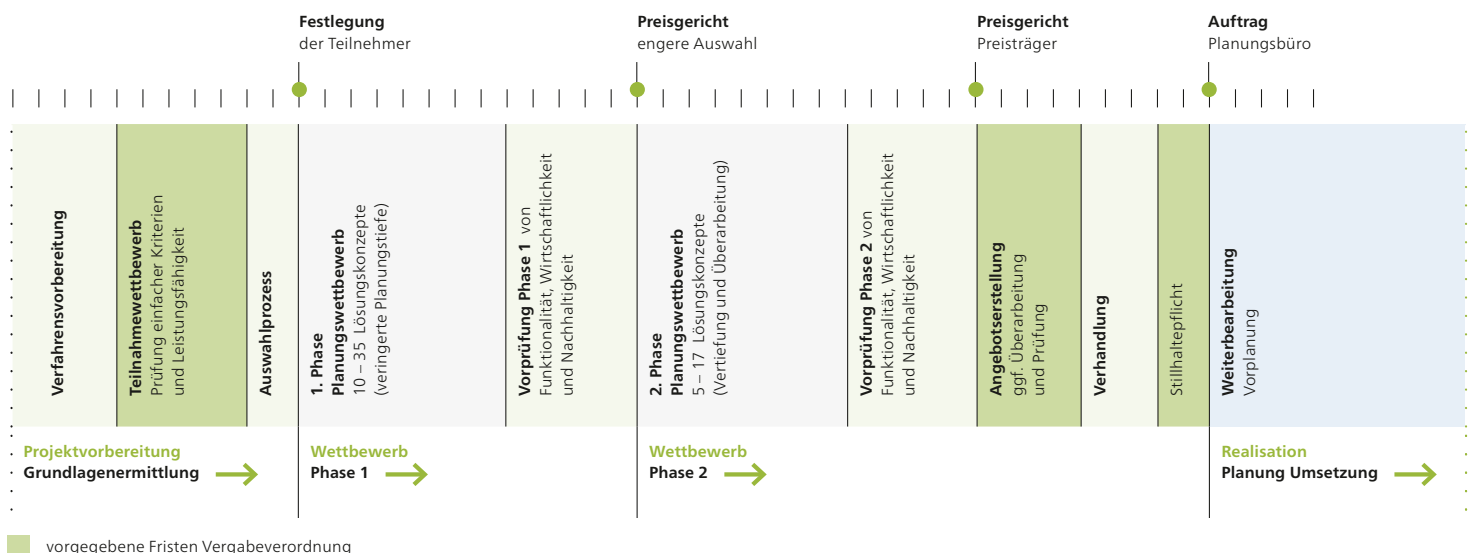 Festlegung
der Teilnehmer
Preisgericht
engere Auswahl
Preisgericht
Preisträger
Auftrag
Planungsbüro
Verfahrensvorbereitung
Teilnahmewettbewerb
Prüfung einfacher Kriterien
und Leistungsfähigkeit
Auswahlprozess
1. Phase
Planungswettbewerb
10 – 35 Lösungskonzepte
(veringerte Planungstiefe)
Vorprüfung Phase 1 von
Funktionalität, Wirtschaftlichkeit
und Nachhaltigkeit
2. Phase
Planungswettbewerb
5 – 17 Lösungskonzepte
(Vertiefung und Überarbeitung)
Vorprüfung Phase 2 von
Funktionalität, Wirtschaftlichkeit
und Nachhaltigkeit
Angebotserstellung
ggf. Überarbeitung
und Prüfung
Verhandlung
Stillhaltepflicht
Weiterbearbeitung
Vorplanung
Projektvorbereitung
Grundlagenermittlung
Wettbewerb
Phase 1
Wettbewerb
Phase 2
Realisation
Planung Umsetzung
vorgegebene Fristen Vergabeverordnung